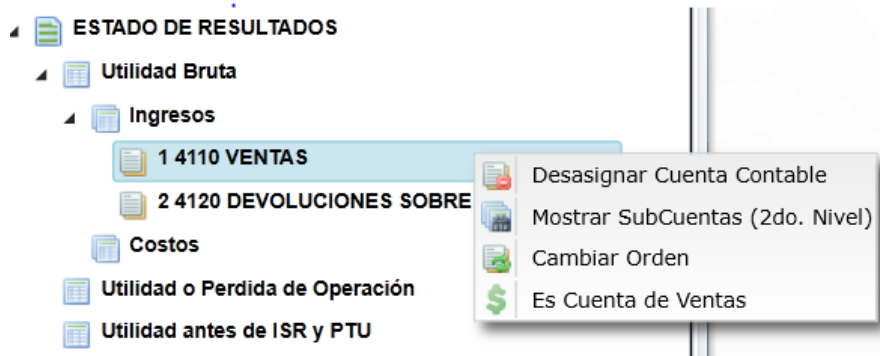 ESTADO DE RESULTADOS
Utilidad Bruta
Ingresos
1 4110 VENTAS
2 4120 DEVOLUCIONES SOBRE
Costos
Utilidad o Perdida de Operación
Utilidad antes de ISR y PTU
Desasignar Cuenta Contable
Mostrar SubCuentas (2do. Nivel)
Cambiar Orden
Es Cuenta de Ventas